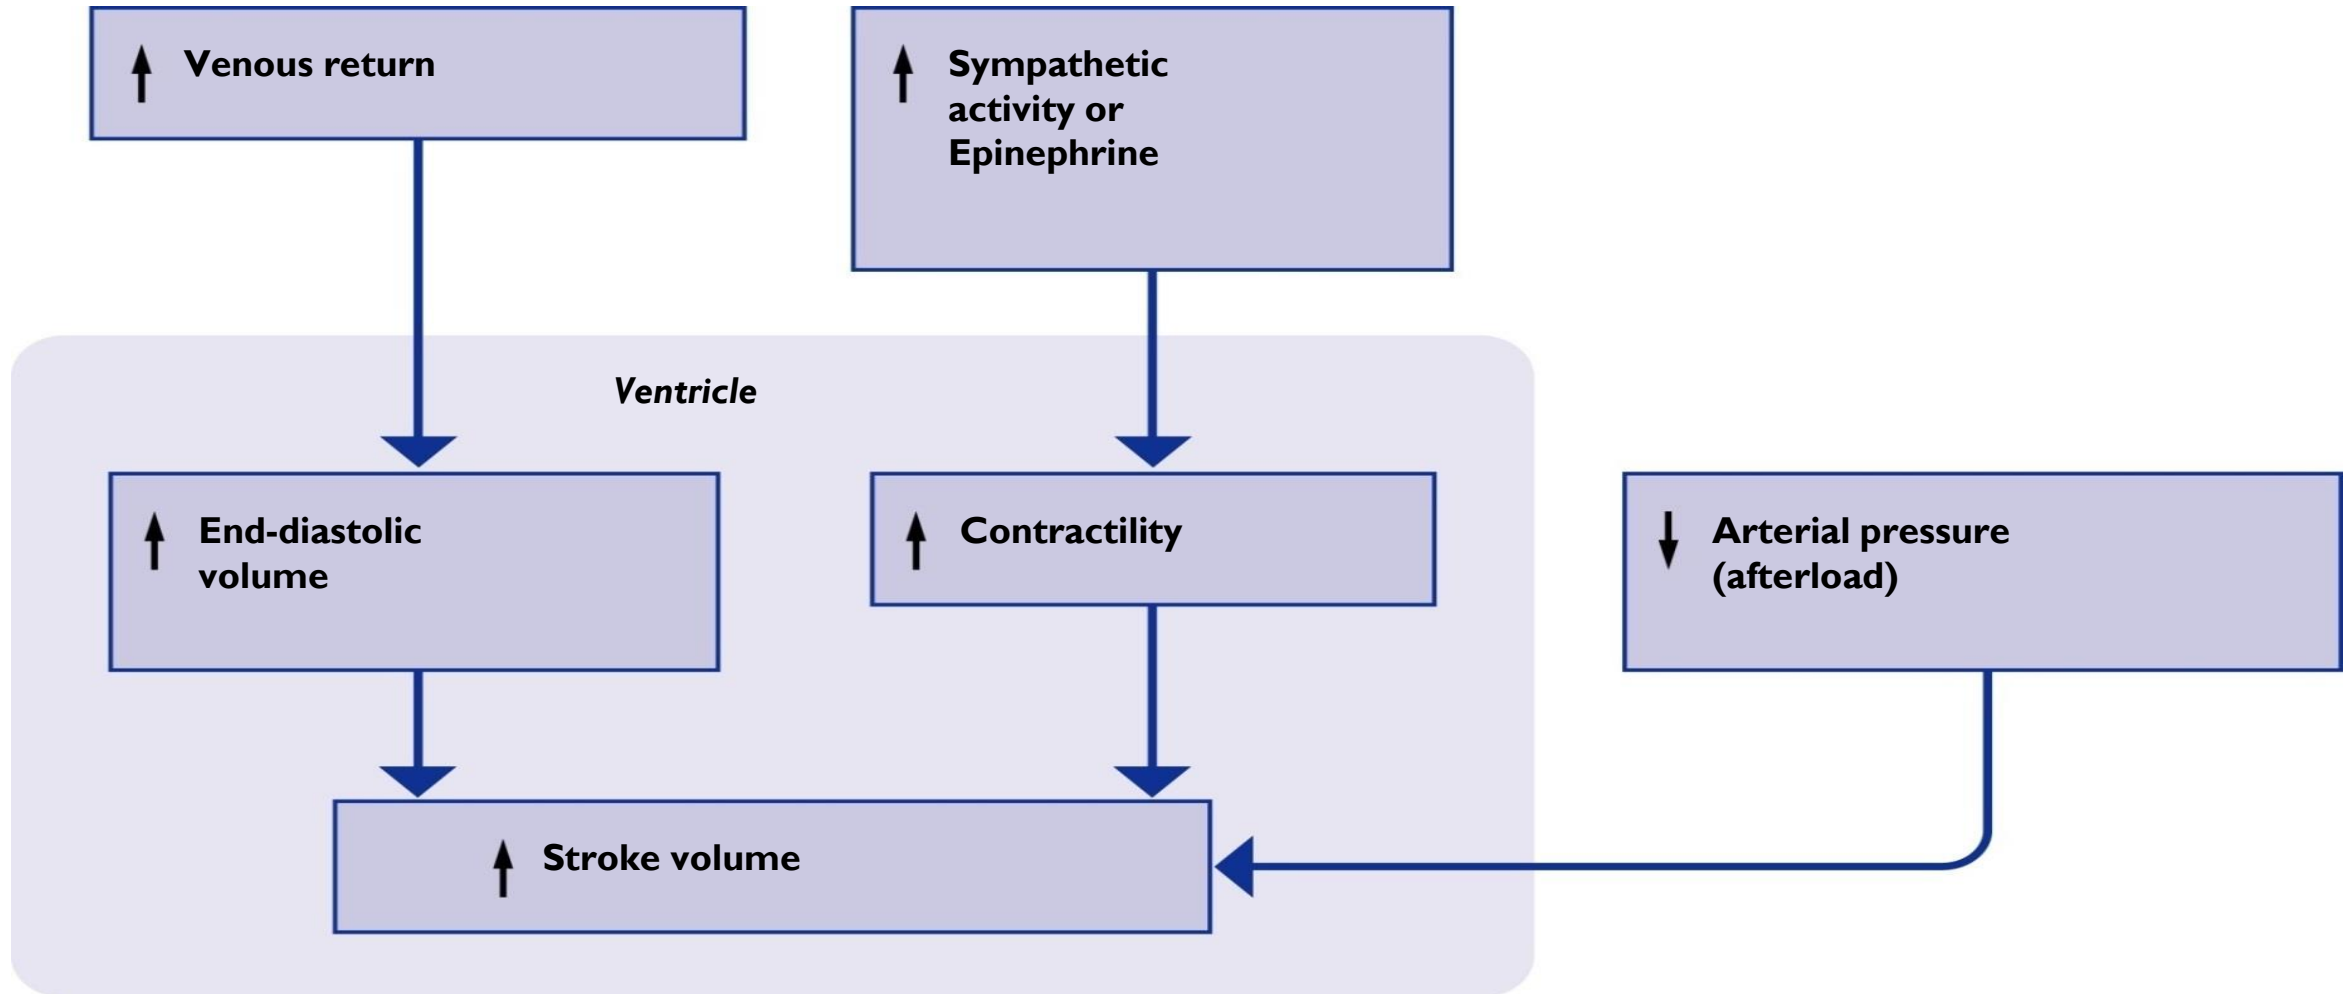 Venous return
Sympathetic
activity or
Epinephrine
Ventricle
End-diastolic
volume
Contractility
Arterial pressure
(afterload)
Stroke volume